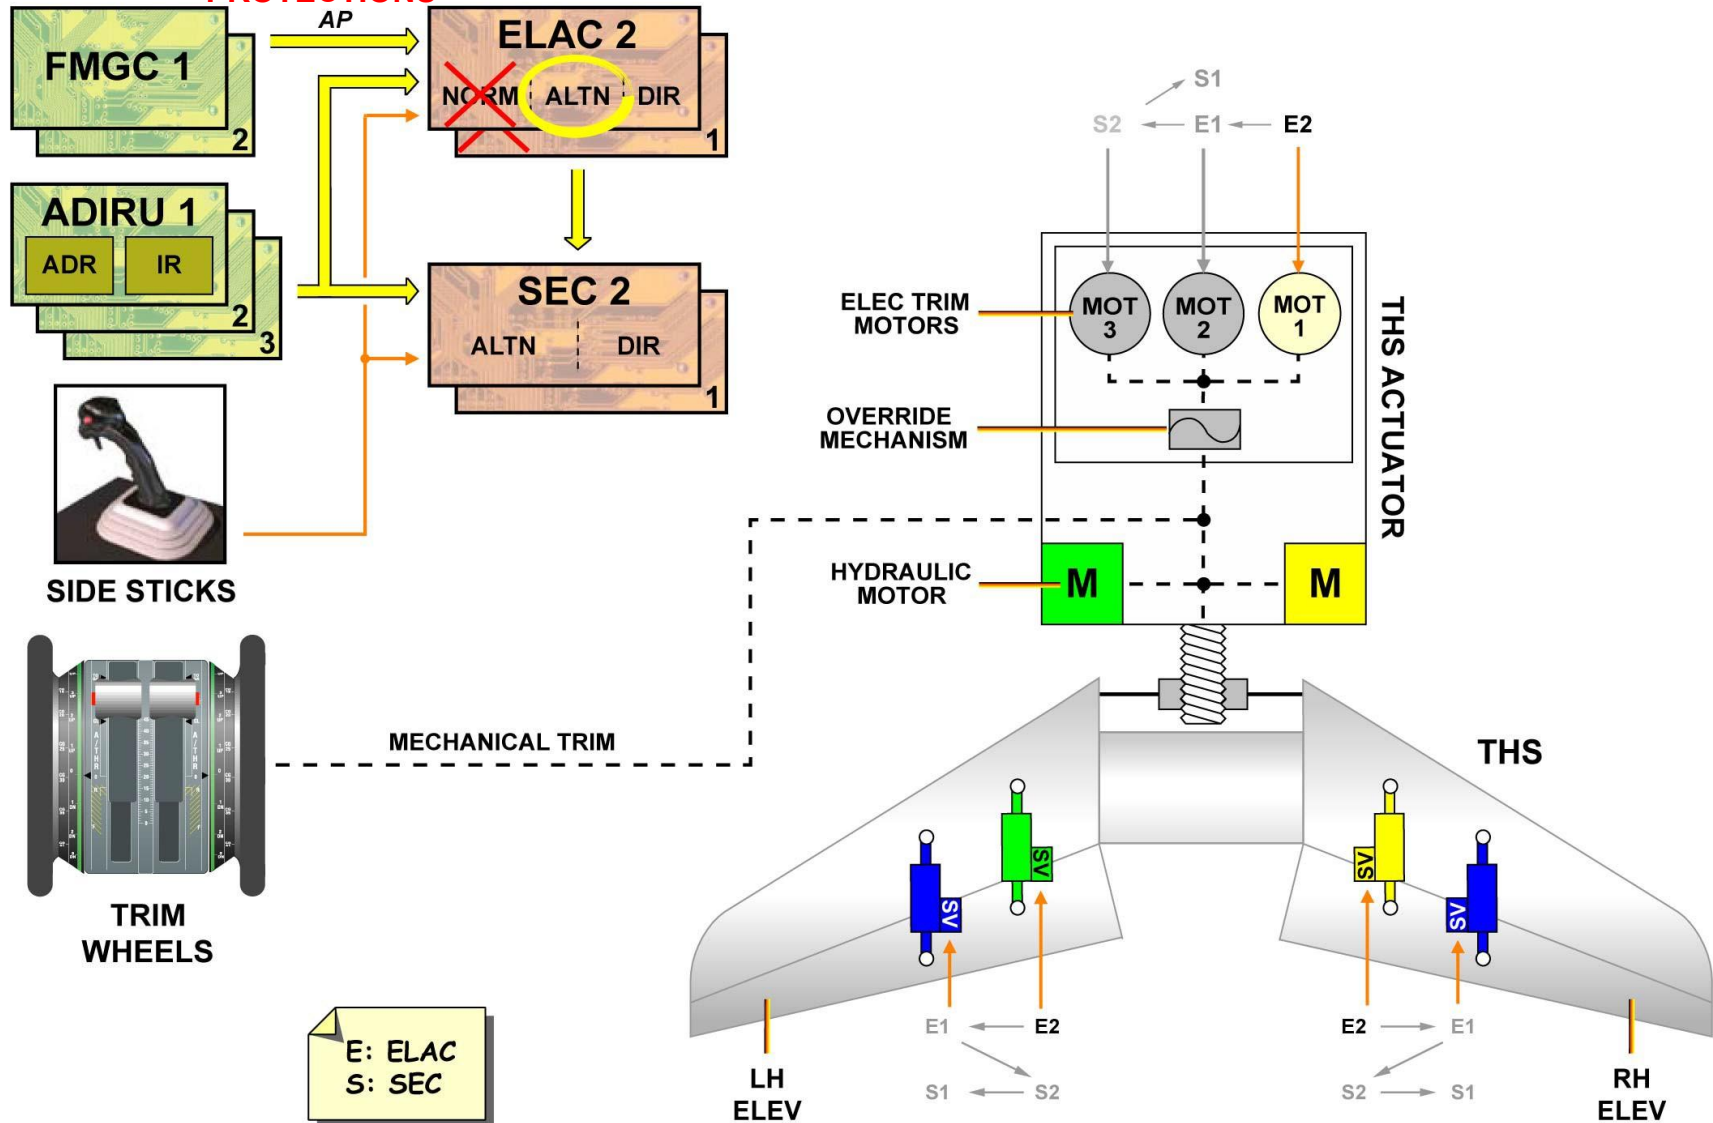 PROTECTIONS
AP
FMGC 1
2
ELAC 2
NORM ALTN DIR
1
ADIRU 1
ADR IR
2
3
SEC 2
ALTN DIR
1
SIDE STICKS
TRIM
WHEELS
MECHANICAL TRIM
E: ELAC
S: SEC
S1
S2 E1 E2
ELEC TRIM
MOTORS
MOT
3
MOT
2
MOT
1
THS ACTUATOR
OVERRIDE
MECHANISM
HYDRAULIC
MOTOR
M M
THS
SV
SV
SV
SV
E1 E2
S1 S2
E2 E1
S2 S1
LH
ELEV
RH
ELEV
A/THR
A/THR